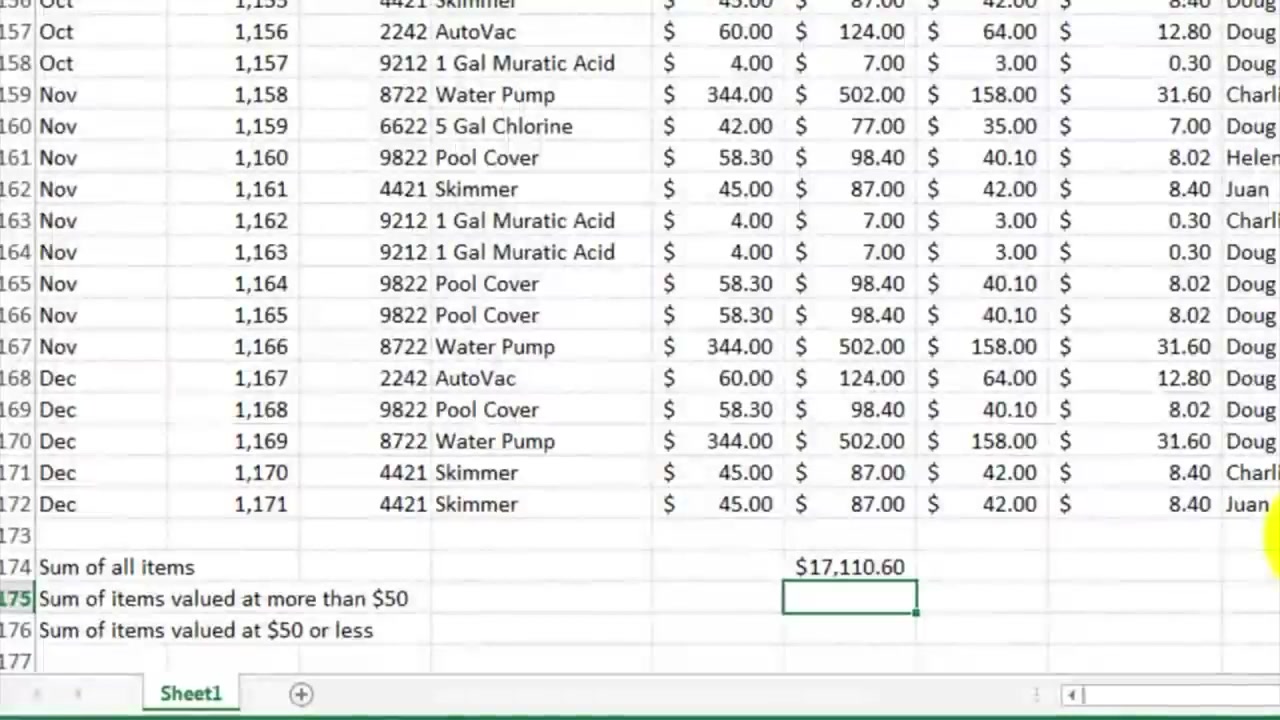 156 Oct 1,155 4421 Skimmer $ 45.00 $ 87.00 $ 42.00 $ 8.40 Doug
157 Oct 1,156 2242 AutoVac $ 60.00 $ 124.00 $ 64.00 $ 12.80 Doug
158 Oct 1,157 9212 1 Gal Muratic Acid $ 4.00 $ 7.00 $ 3.00 $ 0.30 Doug
159 Nov 1,158 8722 Water Pump $ 344.00 $ 502.00 $ 158.00 $ 31.60 Charli
160 Nov 1,159 6622 5 Gal Chlorine $ 42.00 $ 77.00 $ 35.00 $ 7.00 Doug
161 Nov 1,160 9822 Pool Cover $ 58.30 $ 98.40 $ 40.10 $ 8.02 Helen
162 Nov 1,161 4421 Skimmer $ 45.00 $ 87.00 $ 42.00 $ 8.40 Juan
163 Nov 1,162 9212 1 Gal Muratic Acid $ 4.00 $ 7.00 $ 3.00 $ 0.30 Charli
164 Nov 1,163 9212 1 Gal Muratic Acid $ 4.00 $ 7.00 $ 3.00 $ 0.30 Doug
165 Nov 1,164 9822 Pool Cover $ 58.30 $ 98.40 $ 40.10 $ 8.02 Doug
166 Nov 1,165 9822 Pool Cover $ 58.30 $ 98.40 $ 40.10 $ 8.02 Doug
167 Nov 1,166 8722 Water Pump $ 344.00 $ 502.00 $ 158.00 $ 31.60 Doug
168 Dec 1,167 2242 AutoVac $ 60.00 $ 124.00 $ 64.00 $ 12.80 Doug
169 Dec 1,168 9822 Pool Cover $ 58.30 $ 98.40 $ 40.10 $ 8.02 Doug
170 Dec 1,169 8722 Water Pump $ 344.00 $ 502.00 $ 158.00 $ 31.60 Doug
171 Dec 1,170 4421 Skimmer $ 45.00 $ 87.00 $ 42.00 $ 8.40 Charli
172 Dec 1,171 4421 Skimmer $ 45.00 $ 87.00 $ 42.00 $ 8.40 Juan
173
174 Sum of all items $17,110.60
175 Sum of items valued at more than $50
176 Sum of items valued at $50 or less
177
Sheet1